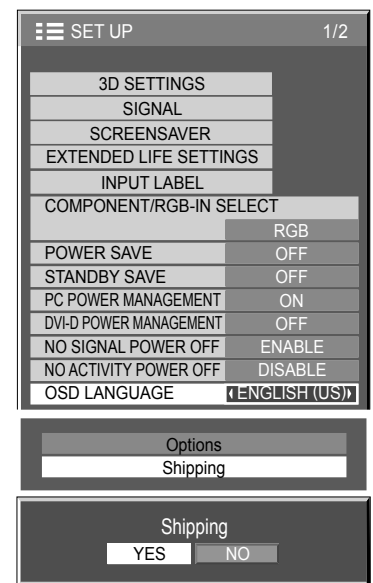 SET UP 1/2
3D SETTINGS
SIGNAL
SCREENSAVER
EXTENDED LIFE SETTINGS
INPUT LABEL
COMPONENT/RGB-IN SELECT
RGB
POWER SAVE OFF
STANDBY SAVE OFF
PC POWER MANAGEMENT ON
DVI-D POWER MANAGEMENT OFF
NO SIGNAL POWER OFF ENABLE
NO ACTIVITY POWER OFF DISABLE
OSD LANGUAGE ENGLISH (US)
Options
Shipping
Shipping
YES NO